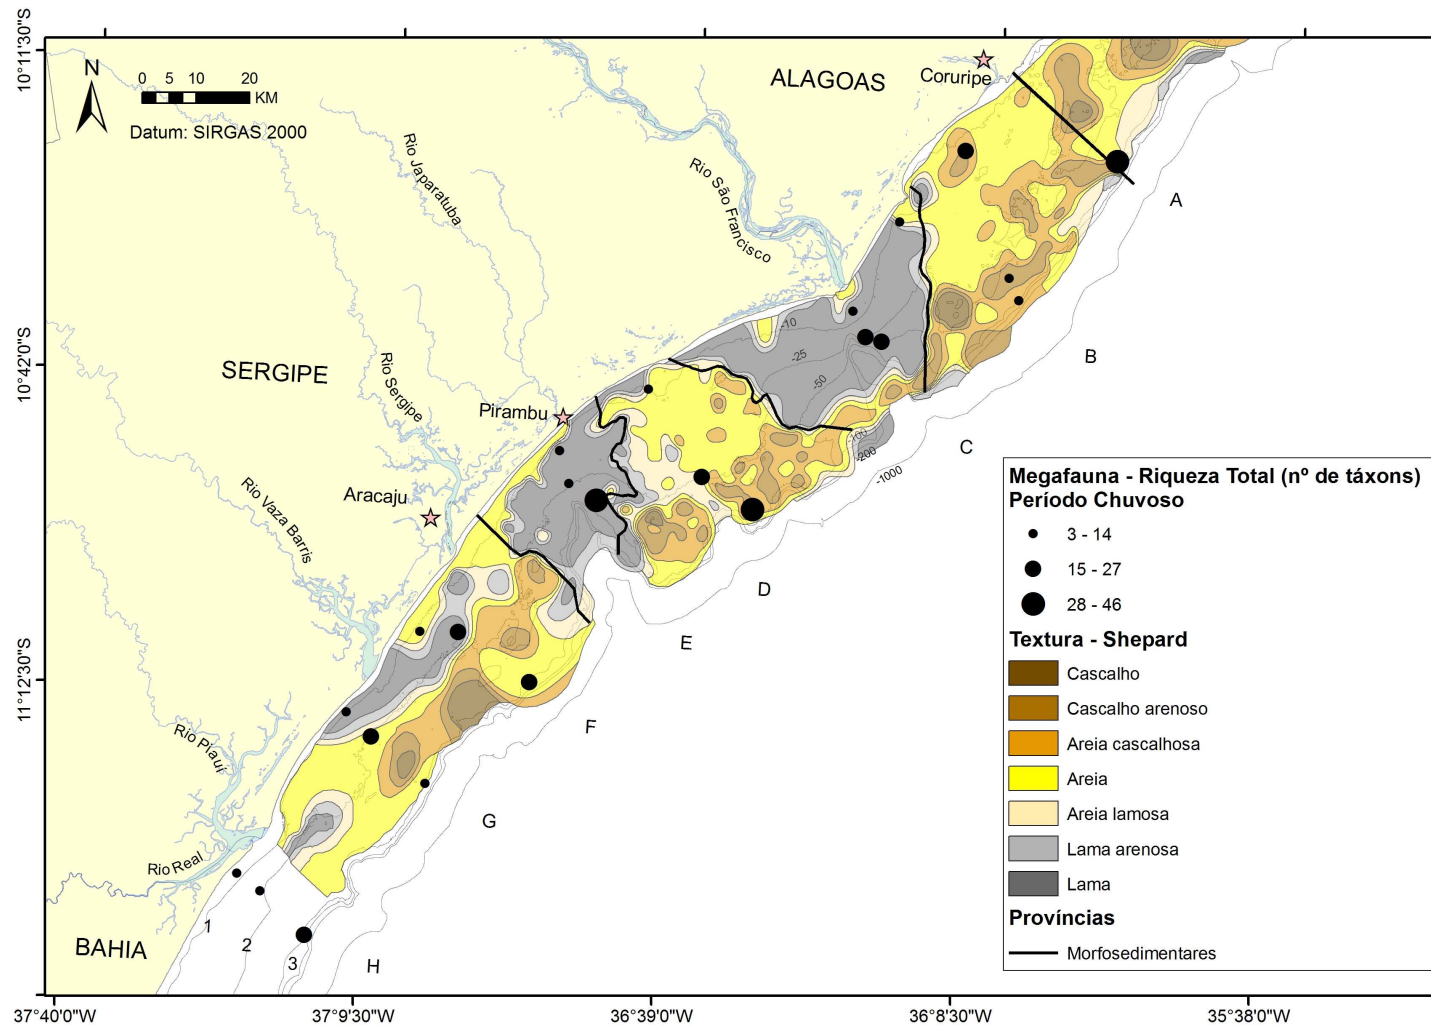 10°11'30"S
10°42'0"S
11°12'30"S
N
0 5 10 20
KM
Datum: SIRGAS 2000
ALAGOAS
Coruripe
Rio Japaratuba
Rio São Francisco
A
B
SERGIPE
Rio Sergipe
-10
-25
-50
Pirambu
C
-100
-200
-1000
Aracaju
Rio Vaza Barris
D
E
F
Rio Piauí
G
Rio Real
1
2
3
H
BAHIA
Megafauna - Riqueza Total (nº de táxons)
Período Chuvoso
3 - 14
15 - 27
28 - 46
Textura - Shepard
Cascalho
Cascalho arenoso
Areia cascalhosa
Areia
Areia lamosa
Lama arenosa
Lama
Províncias
Morfosedimentares
37°40'0"W
37°9'30"W
36°39'0"W
36°8'30"W
35°38'0"W